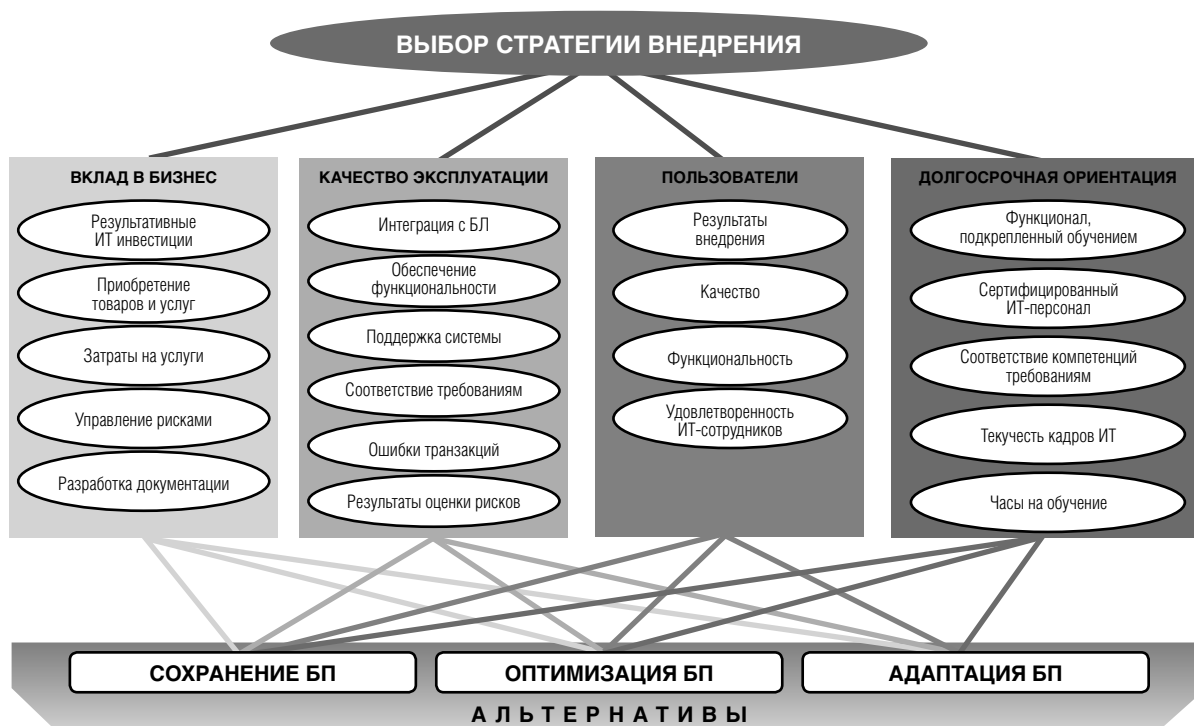 ВЫБОР СТРАТЕГИИ ВНЕДРЕНИЯ
ВКЛАД В БИЗНЕС
Результативные
ИТ инвестиции
Приобретение
товаров и услуг
Затраты на услуги
Управление рисками
Разработка документации
КАЧЕСТВО ЭКСПЛУАТАЦИИ
Интеграция с БЛ
Обеспечение
функциональности
Поддержка системы
Соответствие требованиям
Ошибки транзакций
Результаты оценки рисков
ПОЛЬЗОВАТЕЛИ
Результаты
внедрения
Качество
Функциональность
Удовлетворенность
ИТ-сотрудников
ДОЛГОСРОЧНАЯ ОРИЕНТАЦИЯ
Функционал,
подкрепленный обучением
Сертифицированный
ИТ-персонал
Соответствие компетенций
требованиям
Текучесть кадров ИТ
Часы на обучение
СОХРАНЕНИЕ БП
ОПТИМИЗАЦИЯ БП
АДАПТАЦИЯ БП
АЛЬТЕРНАТИВЫ